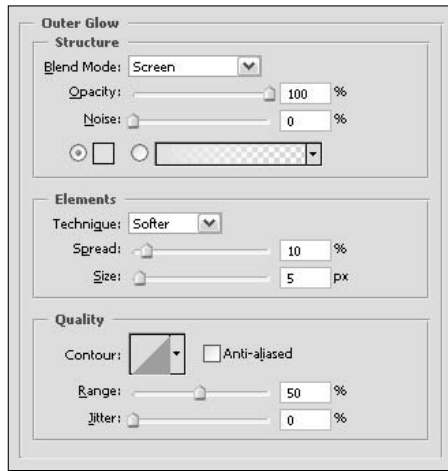 Outer Glow
Structure
Blend Mode: Screen
Opacity: 100 %
Noise: 0 %
Elements
Technique: Softer
Spread: 10 %
Size: 5 px
Quality
Contour: Anti-aliased
Range: 50 %
Jitter: 0 %